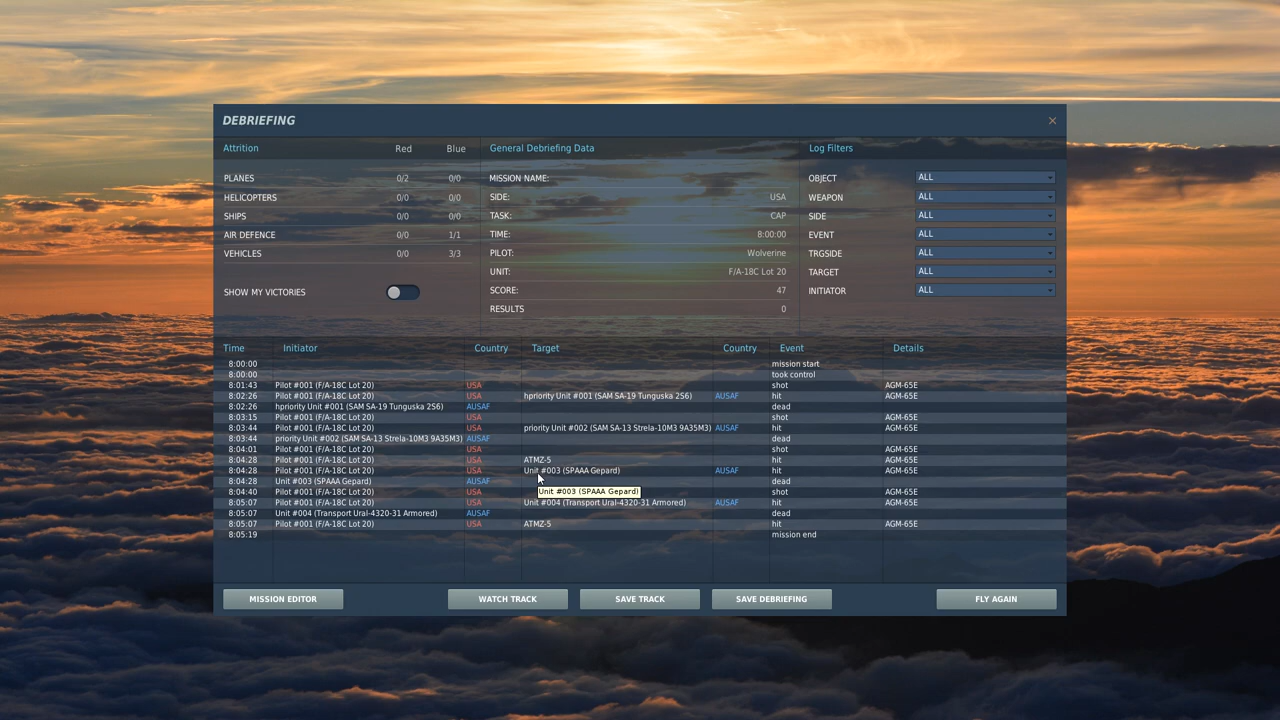 DEBRIEFING ×
Attrition Red Blue General Debriefing Data Log Filters
PLANES 0/2 0/0 MISSION NAME: OBJECT ALL
HELICOPTERS 0/0 0/0 SIDE: USA WEAPON ALL
SHIPS 0/0 0/0 TASK: CAP SIDE ALL
AIR DEFENCE 0/0 1/1 TIME: 8:00:00 EVENT ALL
VEHICLES 0/0 3/3 PILOT: Wolverine TRGSIDE ALL
UNIT: F/A-18C Lot 20 TARGET ALL
SHOW MY VICTORIES SCORE: 47 INITIATOR ALL
RESULTS 0
Time Initiator Country Target Country Event Details
8:00:00 mission start
8:00:00 took control
8:01:43 Pilot #001 (F/A-18C Lot 20) USA shot AGM-65E
8:02:26 Pilot #001 (F/A-18C Lot 20) USA hpriority Unit #001 (SAM SA-19 Tunguska 2S6) AUSAF hit AGM-65E
8:02:26 hpriority Unit #001 (SAM SA-19 Tunguska 2S6) AUSAF dead
8:03:15 Pilot #001 (F/A-18C Lot 20) USA shot AGM-65E
8:03:44 Pilot #001 (F/A-18C Lot 20) USA priority Unit #002 (SAM SA-13 Strela-10M3 9A35M3) AUSAF hit AGM-65E
8:03:44 priority Unit #002 (SAM SA-13 Strela-10M3 9A35M3) AUSAF dead
8:04:01 Pilot #001 (F/A-18C Lot 20) USA shot AGM-65E
8:04:28 Pilot #001 (F/A-18C Lot 20) USA ATMZ-5 hit AGM-65E
8:04:28 Pilot #001 (F/A-18C Lot 20) USA Unit #003 (SPAAA Gepard) AUSAF hit AGM-65E
8:04:28 Unit #003 (SPAAA Gepard) AUSAF dead
8:04:40 Pilot #001 (F/A-18C Lot 20) USA Unit #003 (SPAAA Gepard) shot AGM-65E
8:05:07 Pilot #001 (F/A-18C Lot 20) USA Unit #004 (Transport Ural-4320-31 Armored) AUSAF hit AGM-65E
8:05:07 Unit #004 (Transport Ural-4320-31 Armored) AUSAF dead
8:05:07 Pilot #001 (F/A-18C Lot 20) USA ATMZ-5 hit AGM-65E
8:05:19 mission end
MISSION EDITOR WATCH TRACK SAVE TRACK SAVE DEBRIEFING FLY AGAIN